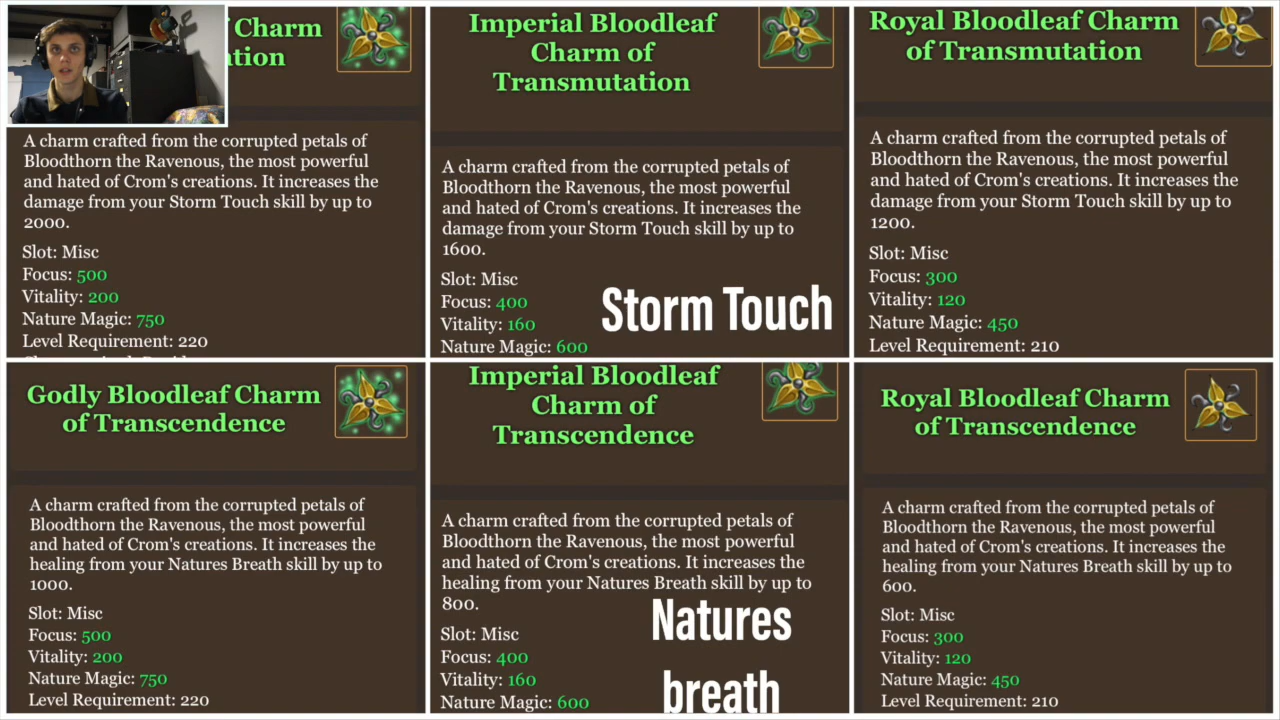 Charm
tion
A charm crafted from the corrupted petals of
Bloodthorn the Ravenous, the most powerful
and hated of Crom's creations. It increases the
damage from your Storm Touch skill by up to
2000.
Slot: Misc
Focus: 500
Vitality: 200
Nature Magic: 750
Level Requirement: 220
Imperial Bloodleaf
Charm of
Transmutation
A charm crafted from the corrupted petals of
Bloodthorn the Ravenous, the most powerful
and hated of Crom's creations. It increases the
damage from your Storm Touch skill by up to
1600.
Slot: Misc
Focus: 400
Vitality: 160
Nature Magic: 600
Storm Touch
Royal Bloodleaf Charm
of Transmutation
A charm crafted from the corrupted petals of
Bloodthorn the Ravenous, the most powerful
and hated of Crom's creations. It increases the
damage from your Storm Touch skill by up to
1200.
Slot: Misc
Focus: 300
Vitality: 120
Nature Magic: 450
Level Requirement: 210
Godly Bloodleaf Charm
of Transcendence
A charm crafted from the corrupted petals of
Bloodthorn the Ravenous, the most powerful
and hated of Crom's creations. It increases the
healing from your Natures Breath skill by up to
1000.
Slot: Misc
Focus: 500
Vitality: 200
Nature Magic: 750
Level Requirement: 220
Imperial Bloodleaf
Charm of
Transcendence
A charm crafted from the corrupted petals of
Bloodthorn the Ravenous, the most powerful
and hated of Crom's creations. It increases the
healing from your Natures Breath skill by up to
800.
Slot: Misc
Focus: 400
Vitality: 160
Nature Magic: 600
Natures
breath
Royal Bloodleaf Charm
of Transcendence
A charm crafted from the corrupted petals of
Bloodthorn the Ravenous, the most powerful
and hated of Crom's creations. It increases the
healing from your Natures Breath skill by up to
600.
Slot: Misc
Focus: 300
Vitality: 120
Nature Magic: 450
Level Requirement: 210